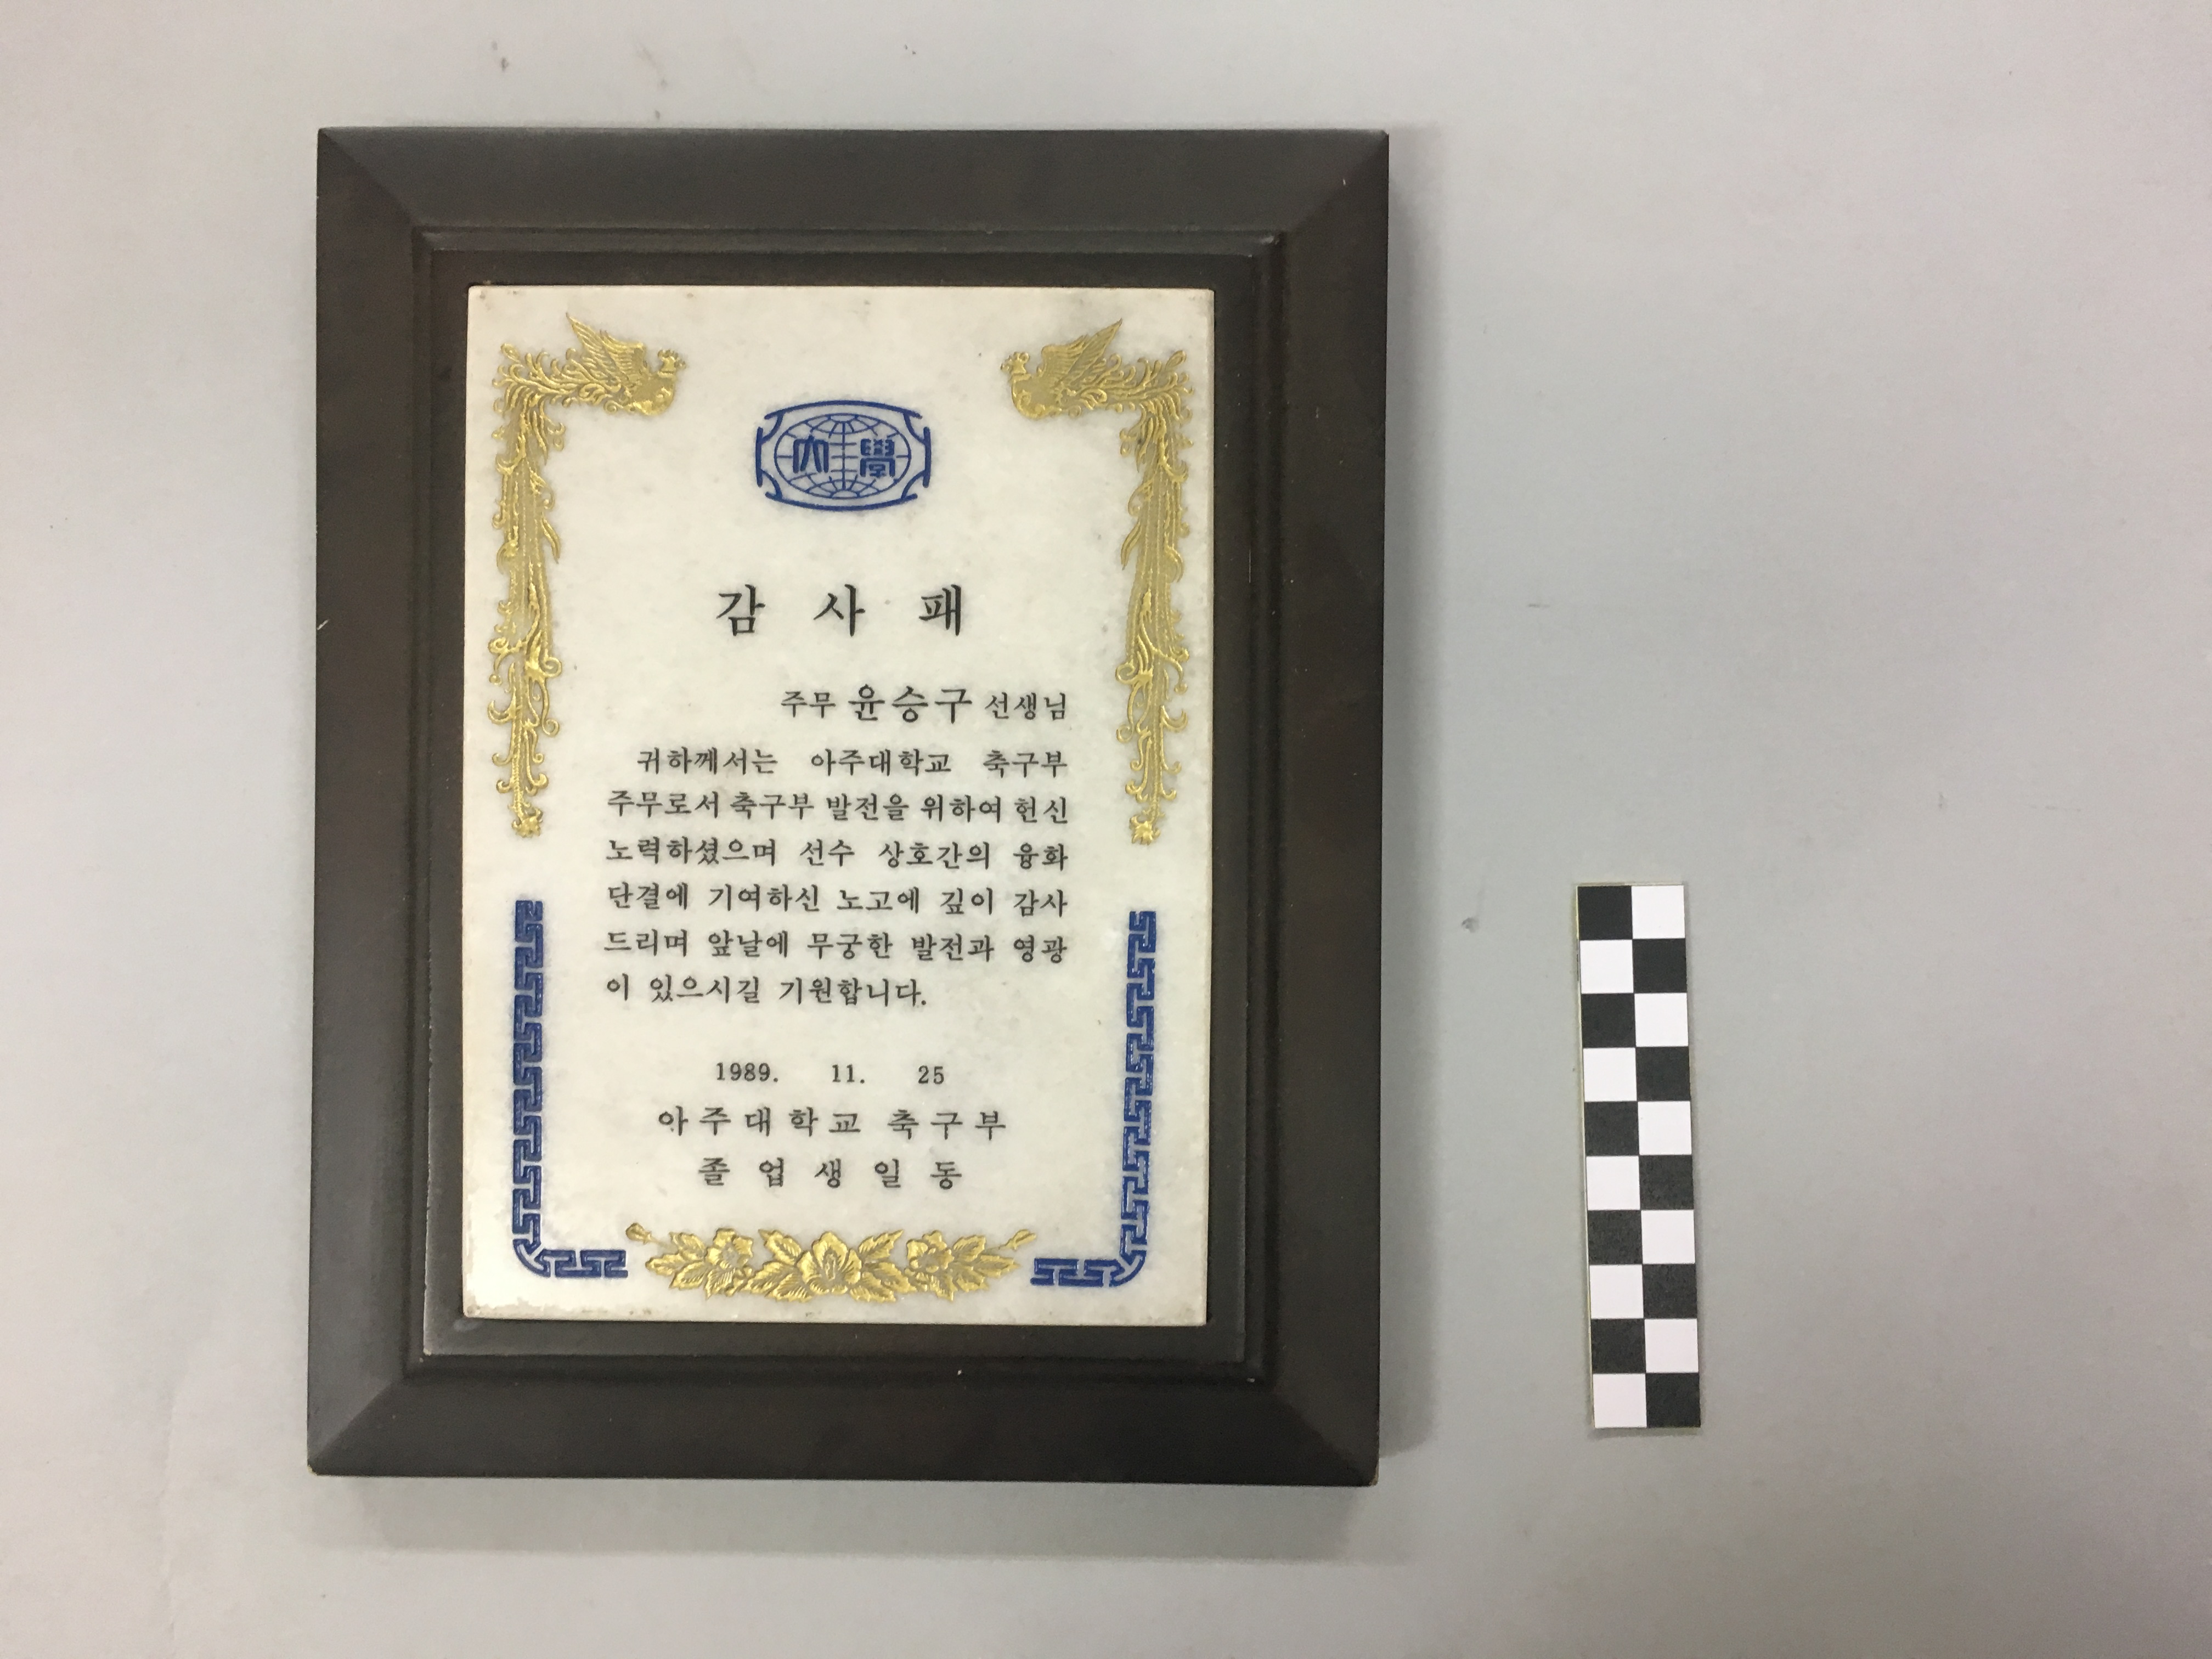 大學
감 사 패
주무 윤승구 선생님
귀하께서는 아주대학교 축구부
주무로서 축구부 발전을 위하여 헌신
노력하셨으며 선수 상호간의 융화
단결에 기여하신 노고에 깊이 감사
드리며 앞날에 무궁한 발전과 영광
이 있으시길 기원합니다.
1989. 11. 25
아주대학교 축구부
졸업생일동